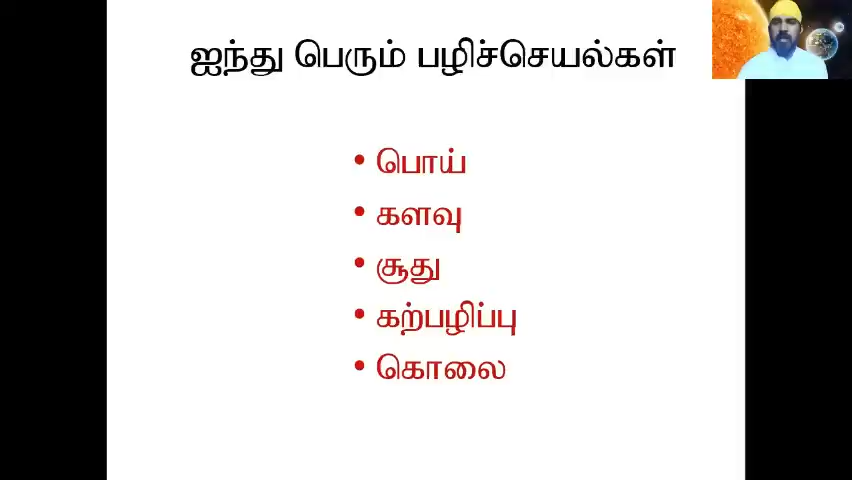 ஐந்து பெரும் பழிச்செயல்கள்
• பொய்
• களவு
• சூது
• கற்பழிப்பு
• கொலை